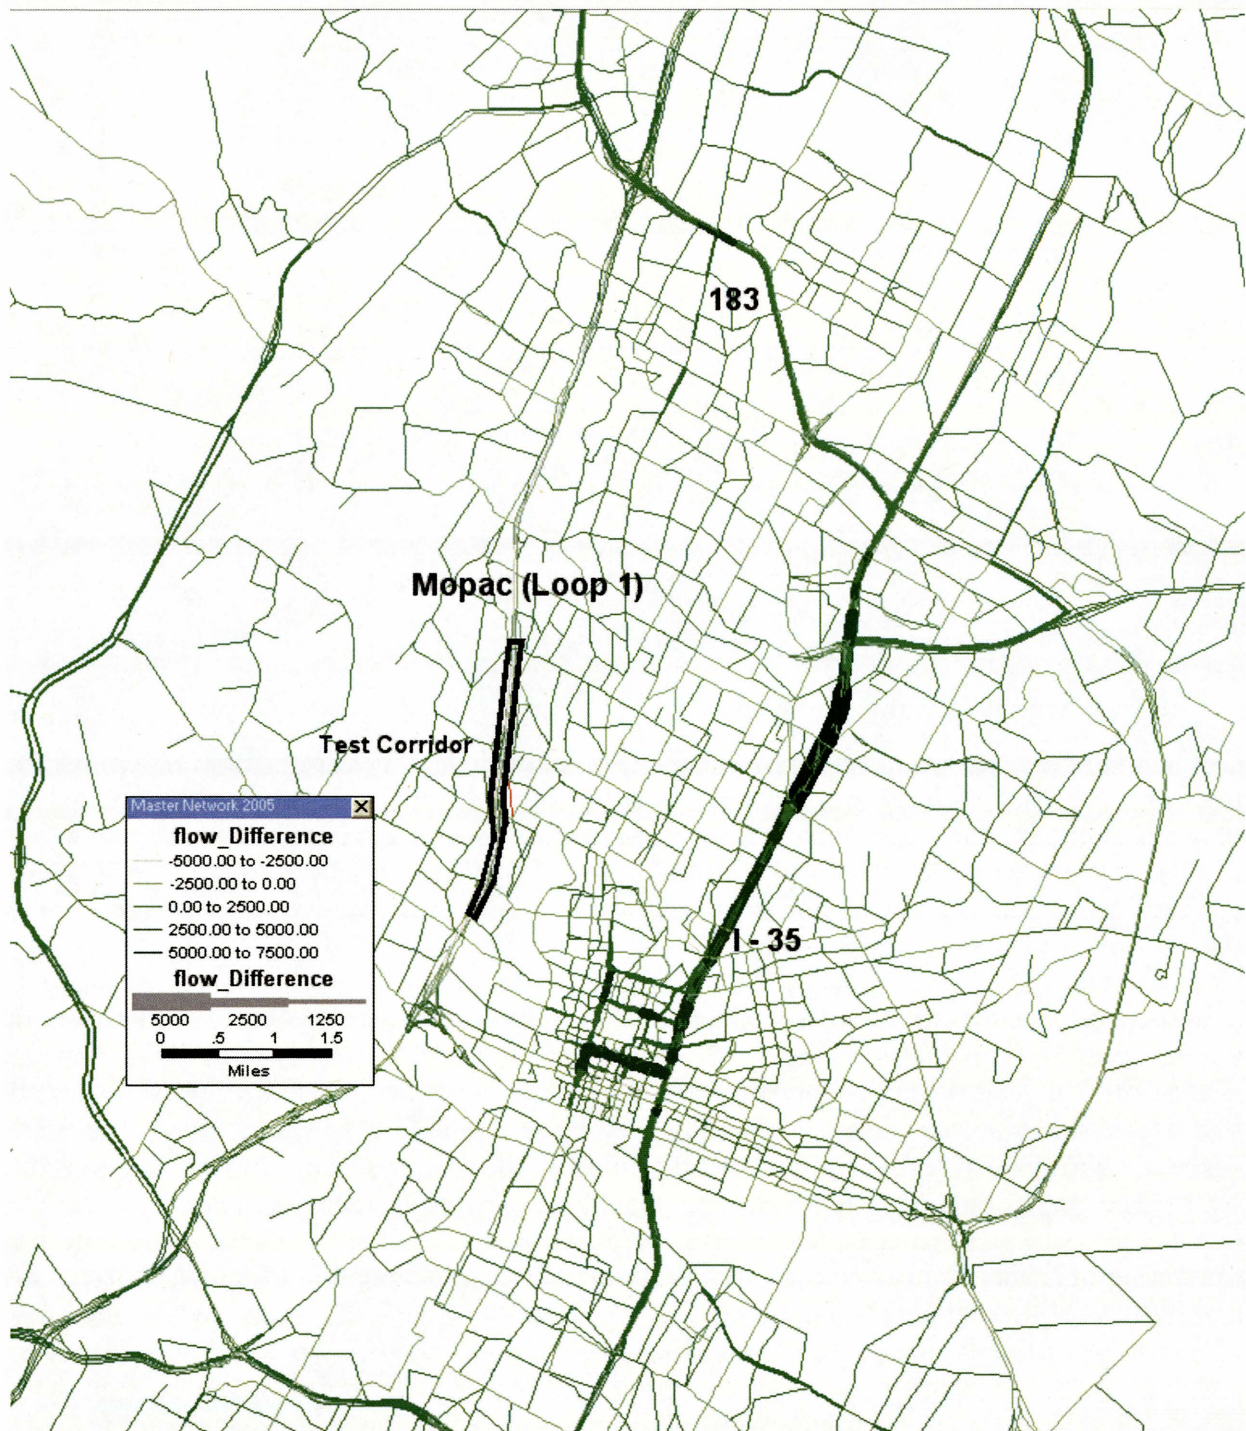 183
Mopac (Loop 1)
Test Corridor
Master Network 2005
flow_Difference
-5000.00 to -2500.00
-2500.00 to 0.00
0.00 to 2500.00
2500.00 to 5000.00
5000.00 to 7500.00
flow_Difference
5000 2500 1250
0 .5 1 1.5
Miles
I - 35